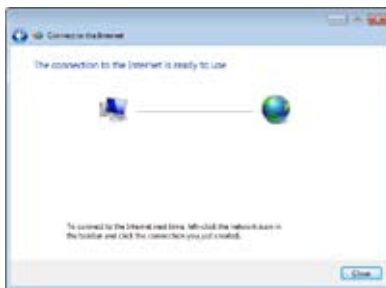 Connect to the Internet
The connection to the Internet is ready to use
To connect to the Internet next time, left-click the network icon in
the taskbar and click the connection you just created.
Close